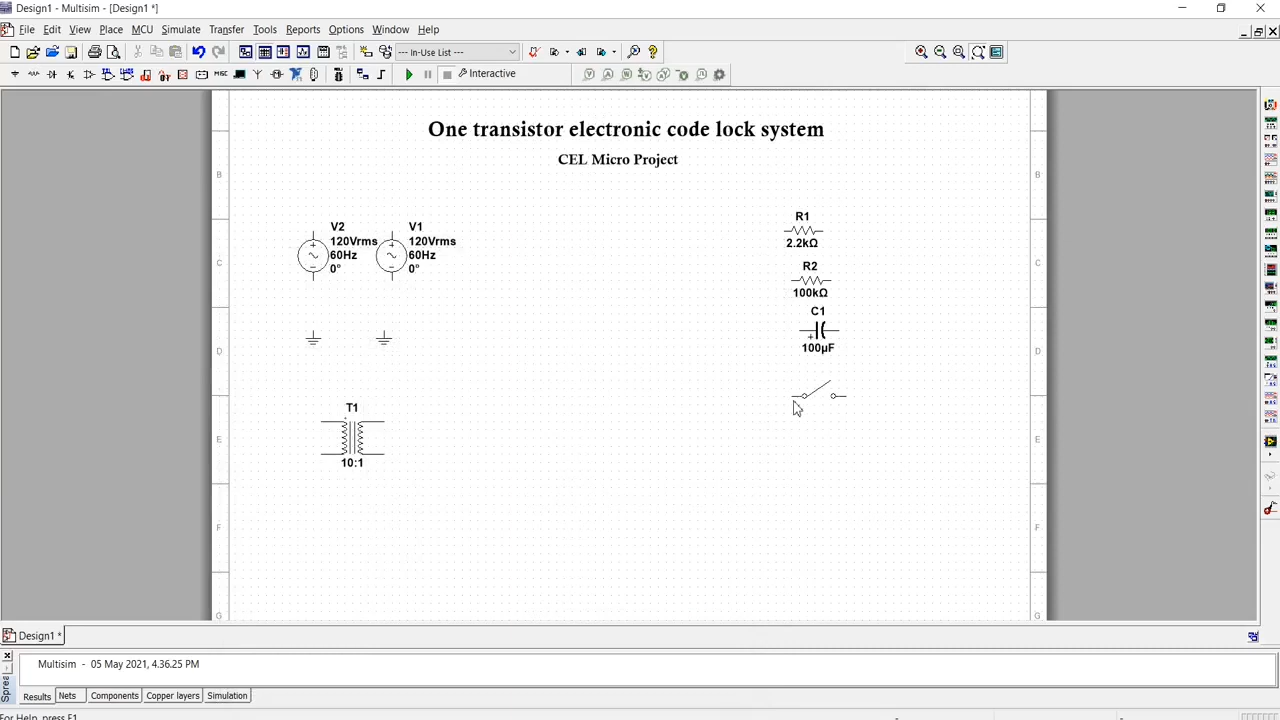 Design1 - Multisim - [Design1 *]
File Edit View Place MCU Simulate Transfer Tools Reports Options Window Help
--- In-Use List ---
Interactive
One transistor electronic code lock system
CEL Micro Project
B
B
V2
120Vrms
60Hz
0°
V1
120Vrms
60Hz
0°
R1
2.2kΩ
C
C
R2
100kΩ
C1
100µF
D
D
T1
10:1
E
E
F
F
G
G
Design1 *
Multisim - 05 May 2021, 4.36.25 PM
Spres
Results Nets Components Copper layers Simulation
For Help, press F1